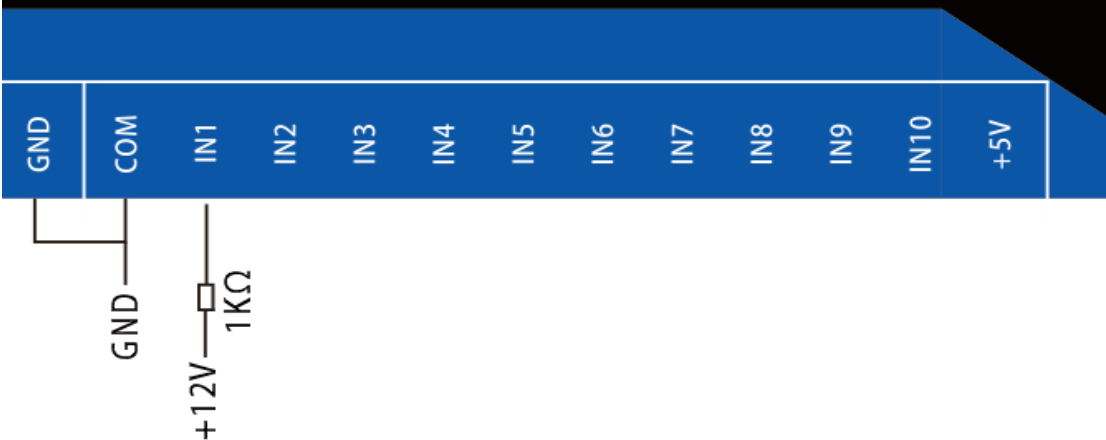 GND
COM
IN1
IN2
IN3
IN4
IN5
IN6
IN7
IN8
IN9
IN10
+5V
GND
1KΩ
+12V